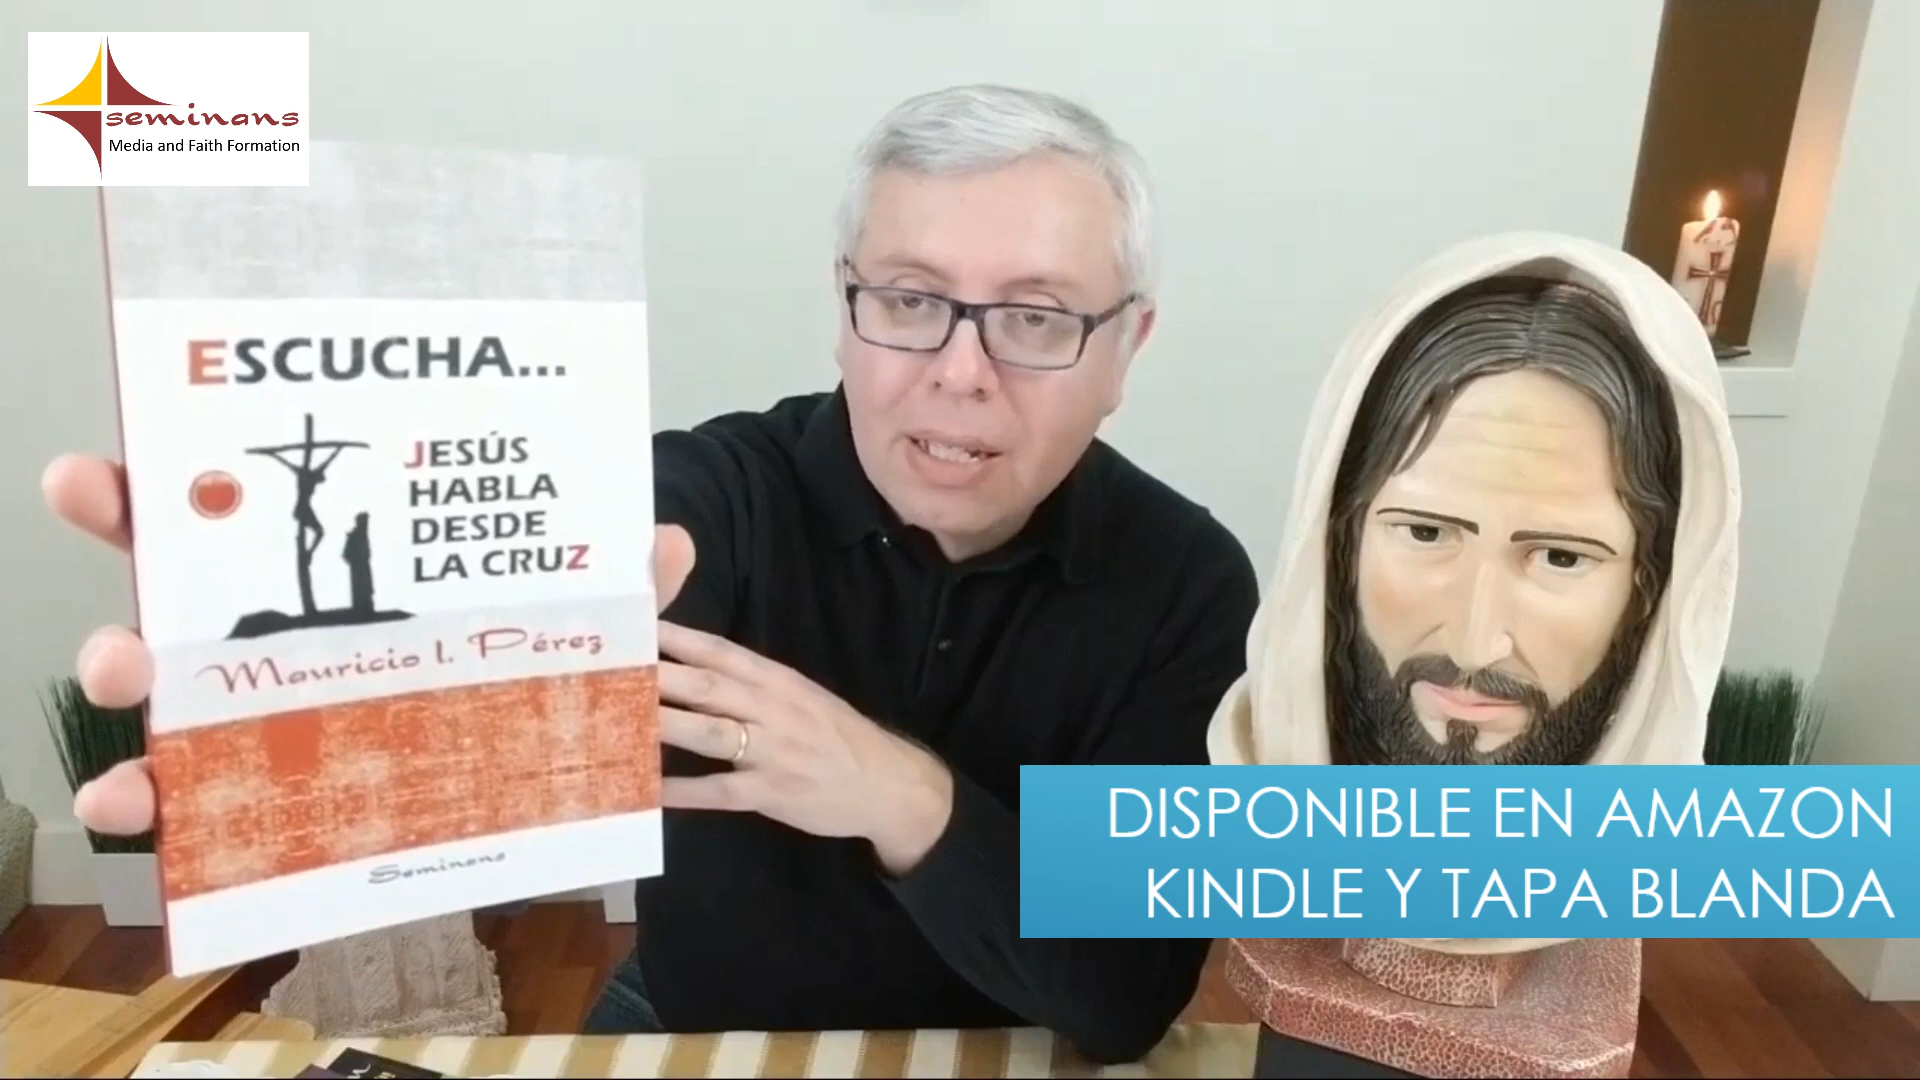 seminans
Media and Faith Formation
ESCUCHA...
JESÚS
HABLA
DESDE
LA CRUZ
Mauricio I. Pérez
Seminans
DISPONIBLE EN AMAZON
KINDLE Y TAPA BLANDA